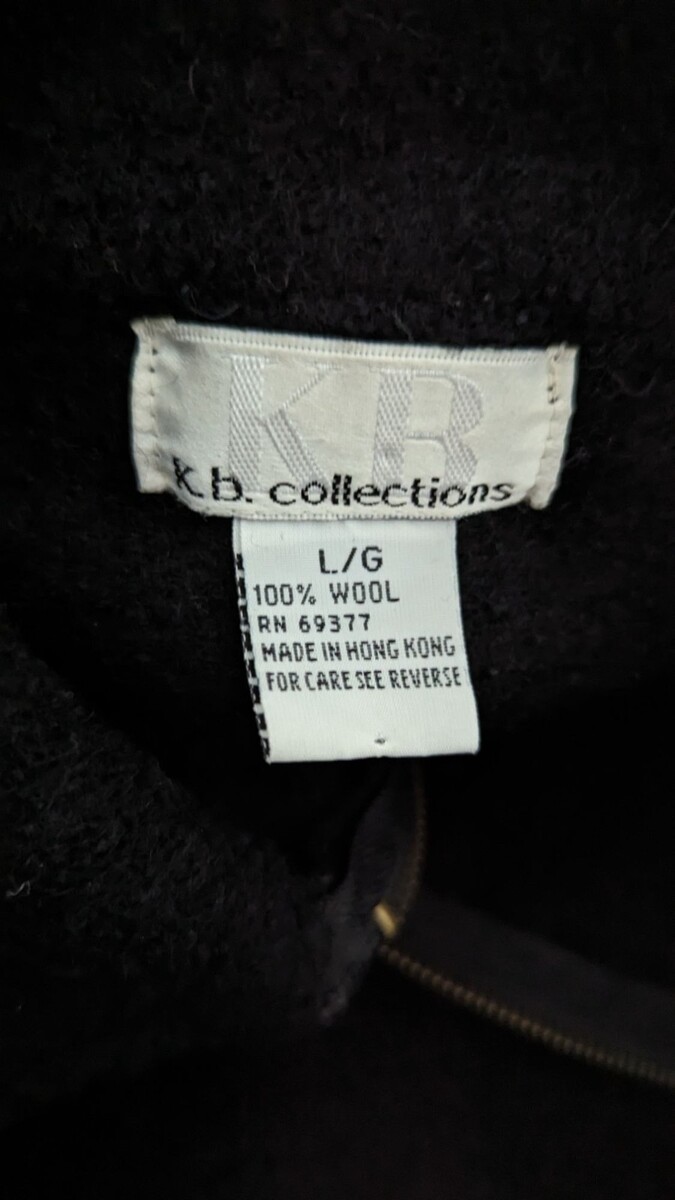 KB
k.b. collections
L/G
100% WOOL
RN 69377
MADE IN HONG KONG
FOR CARE SEE REVERSE